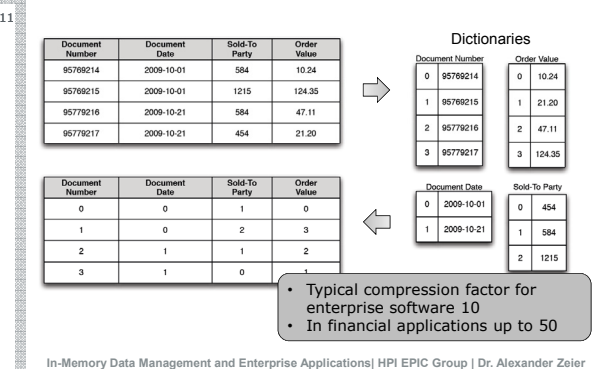 11
Document Number Document Date Sold-To Party Order Value
95769214 2009-10-01 584 10.24
95769215 2009-10-01 1215 124.35
95779216 2009-10-21 584 47.11
95779217 2009-10-21 454 21.20
Dictionaries
Document Number
0 95769214
1 95769215
2 95779216
3 95779217
Order Value
0 10.24
1 21.20
2 47.11
3 124.35
Document Number Document Date Sold-To Party Order Value
0 0 1 0
1 0 2 3
2 1 1 2
3 1 0 1
Document Date
0 2009-10-01
1 2009-10-21
Sold-To Party
0 454
1 584
2 1215
• Typical compression factor for
enterprise software 10
• In financial applications up to 50
In-Memory Data Management and Enterprise Applications| HPI EPIC Group | Dr. Alexander Zeier